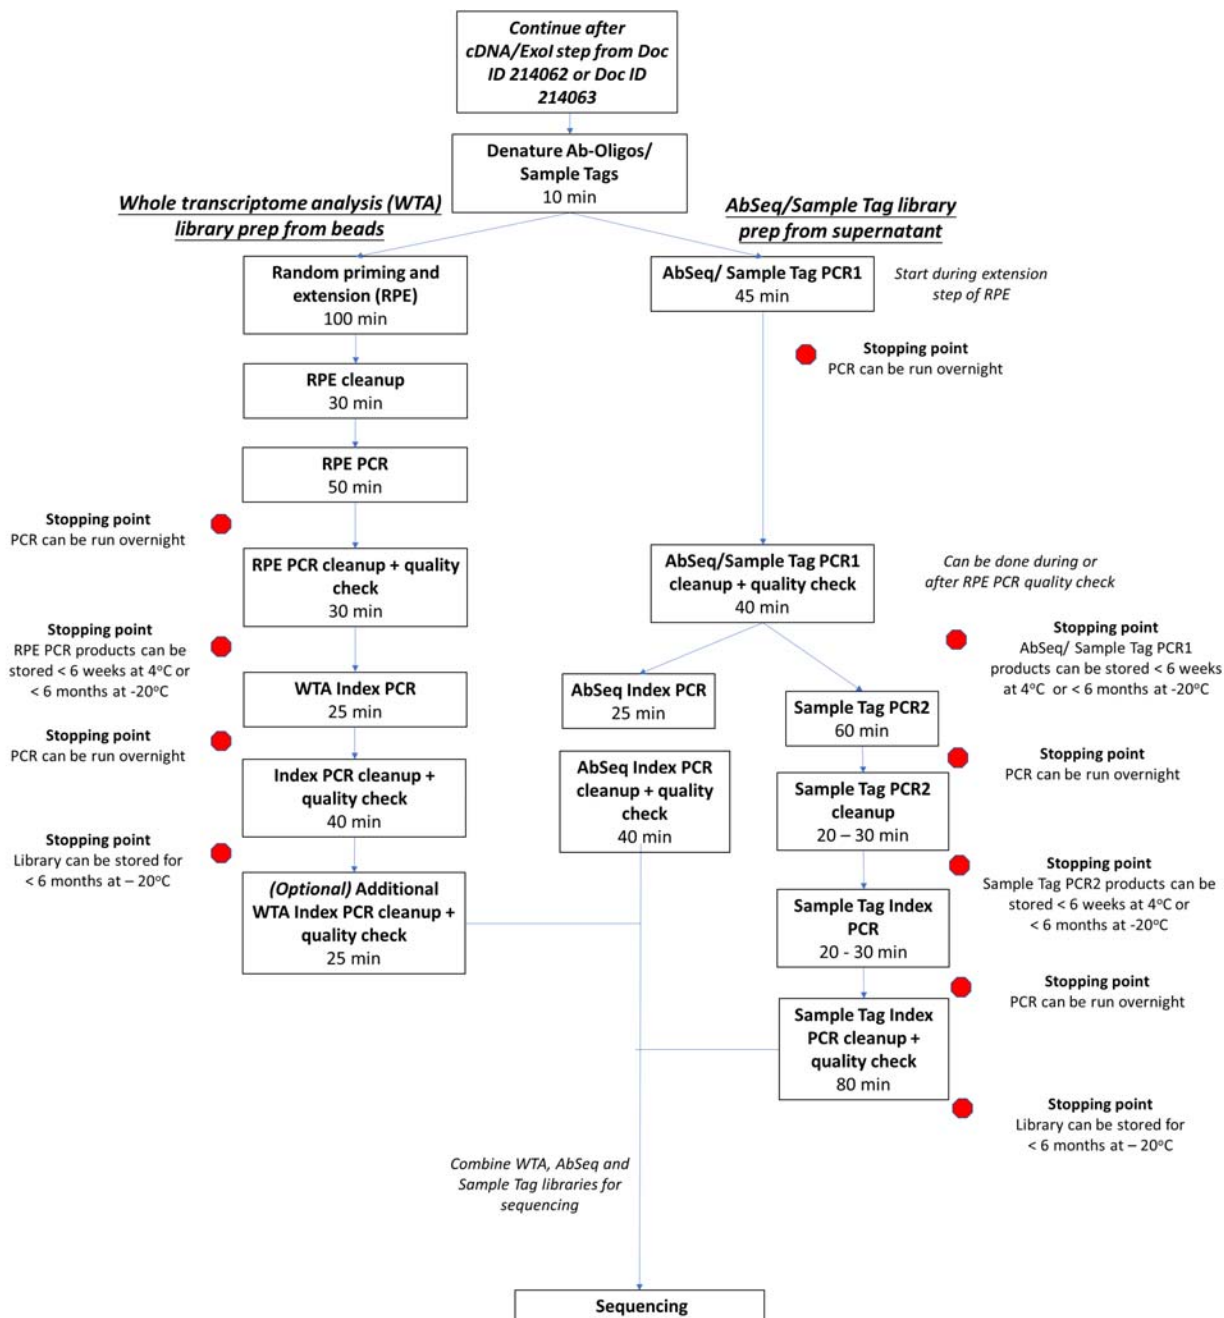 Continue after
cDNA/ExoI step from Doc
ID 214062 or Doc ID
214063
Denature Ab-Oligos/
Sample Tags
10 min
Whole transcriptome analysis (WTA)
library prep from beads
AbSeq/Sample Tag library
prep from supernatant
Random priming and
extension (RPE)
100 min
AbSeq/ Sample Tag PCR1
45 min
Start during extension
step of RPE
Stopping point
PCR can be run overnight
RPE cleanup
30 min
RPE PCR
50 min
Stopping point
PCR can be run overnight
RPE PCR cleanup + quality
check
30 min
AbSeq/Sample Tag PCR1
cleanup + quality check
40 min
Can be done during or
after RPE PCR quality check
Stopping point
RPE PCR products can be
stored < 6 weeks at 4°C or
< 6 months at -20°C
Stopping point
AbSeq/ Sample Tag PCR1
products can be stored < 6 weeks
at 4°C or < 6 months at -20°C
WTA Index PCR
25 min
AbSeq Index PCR
25 min
Sample Tag PCR2
60 min
Stopping point
PCR can be run overnight
Stopping point
PCR can be run overnight
Index PCR cleanup +
quality check
40 min
AbSeq Index PCR
cleanup + quality
check
40 min
Sample Tag PCR2
cleanup
20 – 30 min
Stopping point
Library can be stored for
< 6 months at – 20°C
Stopping point
Sample Tag PCR2 products can be
stored < 6 weeks at 4°C or
< 6 months at -20°C
(Optional) Additional
WTA Index PCR cleanup +
quality check
25 min
Sample Tag Index
PCR
20 - 30 min
Stopping point
PCR can be run overnight
Sample Tag Index
PCR cleanup +
quality check
80 min
Stopping point
Library can be stored for
< 6 months at – 20°C
Combine WTA, AbSeq and
Sample Tag libraries for
sequencing
Sequencing